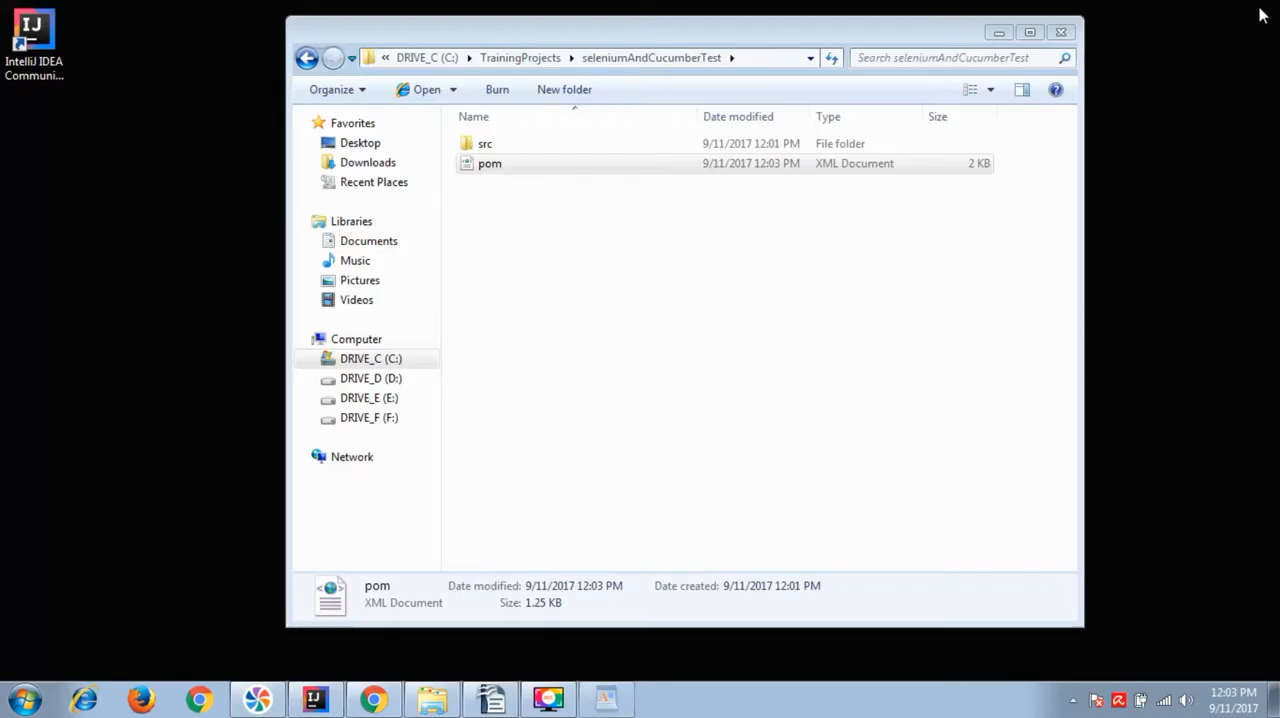 IJ
IntelliJ IDEA
Communi...
« DRIVE_C (C:) TrainingProjects seleniumAndCucumberTest
Search seleniumAndCucumberTest
Organize Open Burn New folder
Name Date modified Type Size
src 9/11/2017 12:01 PM File folder
pom 9/11/2017 12:03 PM XML Document 2 KB
Favorites
Desktop
Downloads
Recent Places
Libraries
Documents
Music
Pictures
Videos
Computer
DRIVE_C (C:)
DRIVE_D (D:)
DRIVE_E (E:)
DRIVE_F (F:)
Network
pom Date modified: 9/11/2017 12:03 PM Date created: 9/11/2017 12:01 PM
XML Document Size: 1.25 KB
IJ
12:03 PM
9/11/2017